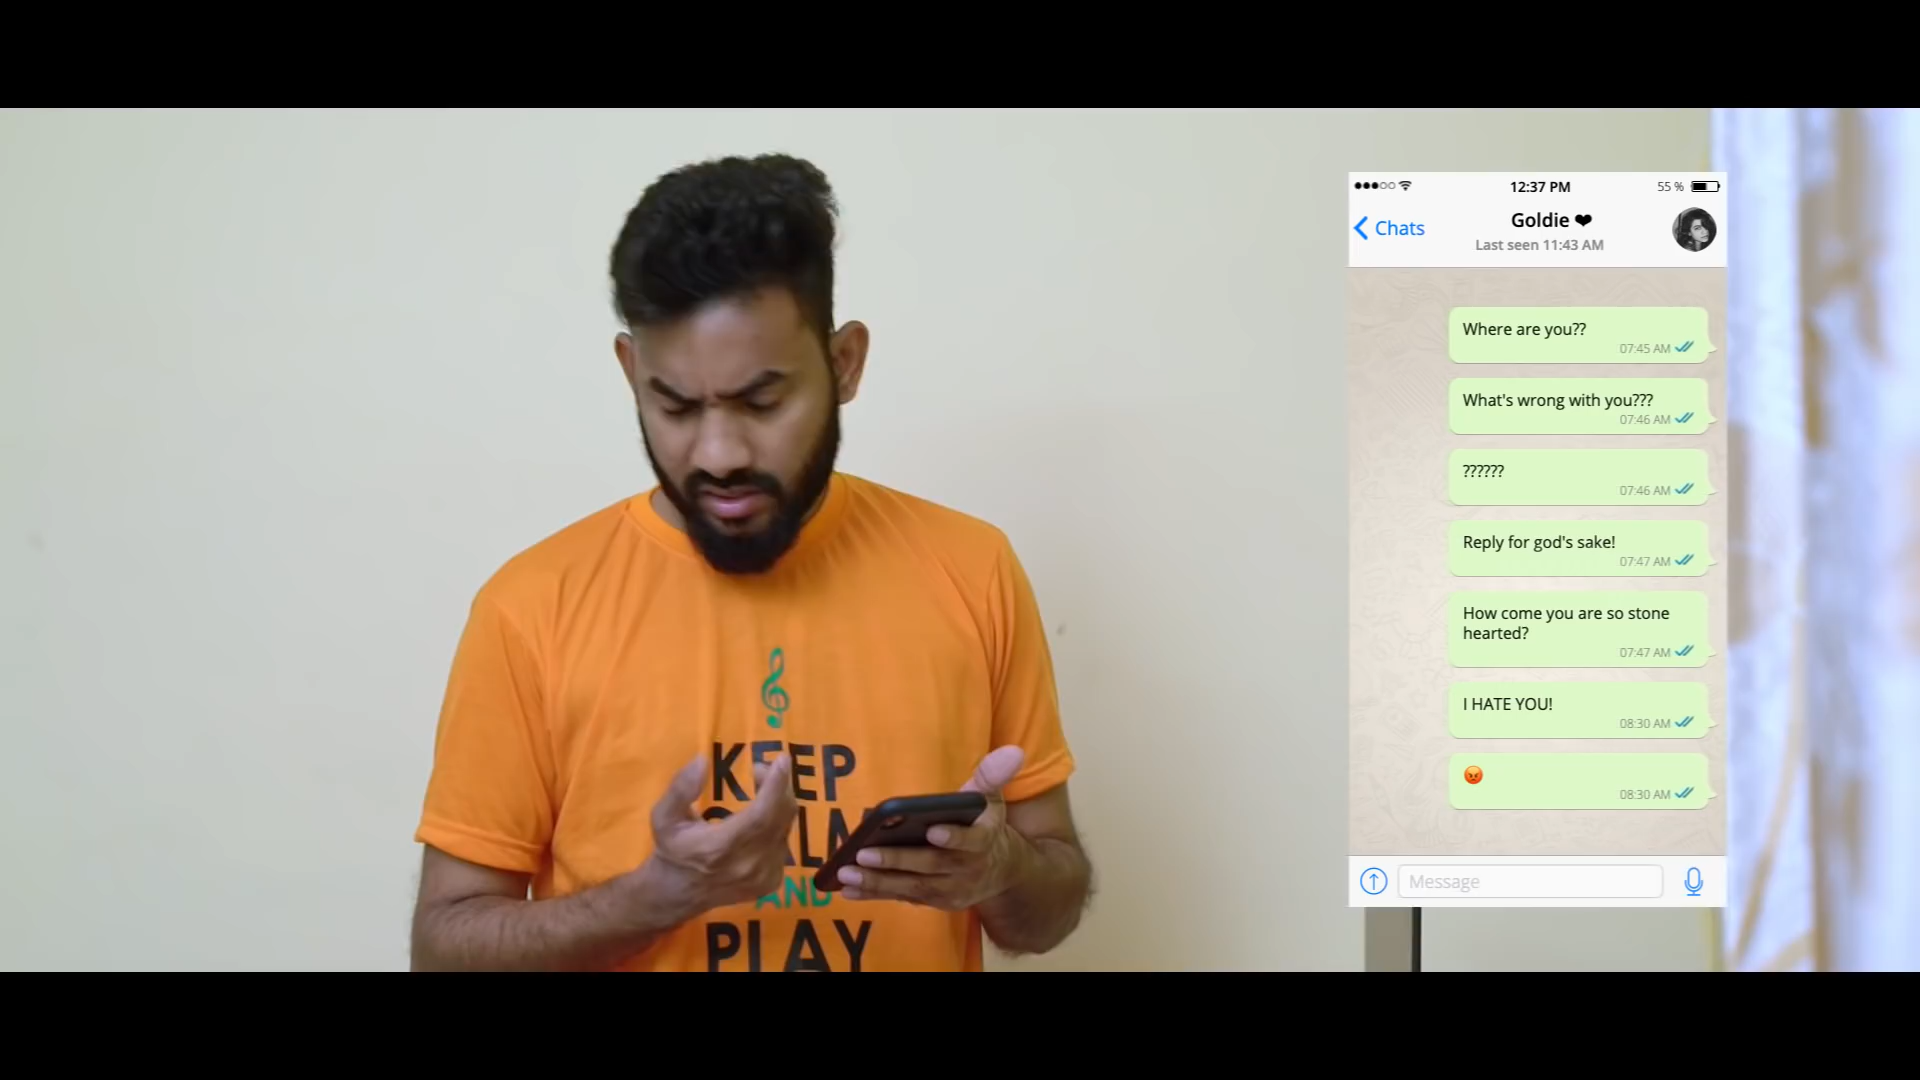 12:37 PM
55 %
Chats
Goldie ❤
Last seen 11:43 AM
Where are you??
07:45 AM
What's wrong with you???
07:46 AM
??????
07:46 AM
Reply for god's sake!
07:47 AM
How come you are so stone
hearted?
07:47 AM
I HATE YOU!
08:30 AM
😡
08:30 AM
Message
KEEP
CALM
AND
PLAY